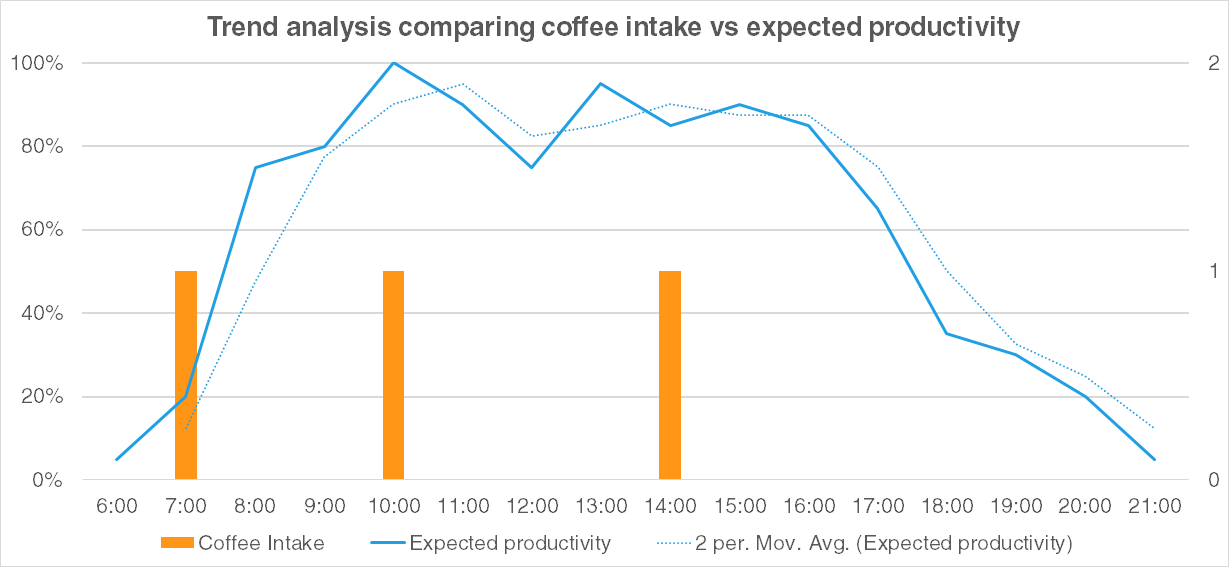 Trend analysis comparing coffee intake vs expected productivity
100% 2
80%
60%
1
40%
20%
0% 0
6:00 7:00 8:00 9:00 10:00 11:00 12:00 13:00 14:00 15:00 16:00 17:00 18:00 19:00 20:00 21:00
Coffee Intake Expected productivity 2 per. Mov. Avg. (Expected productivity)